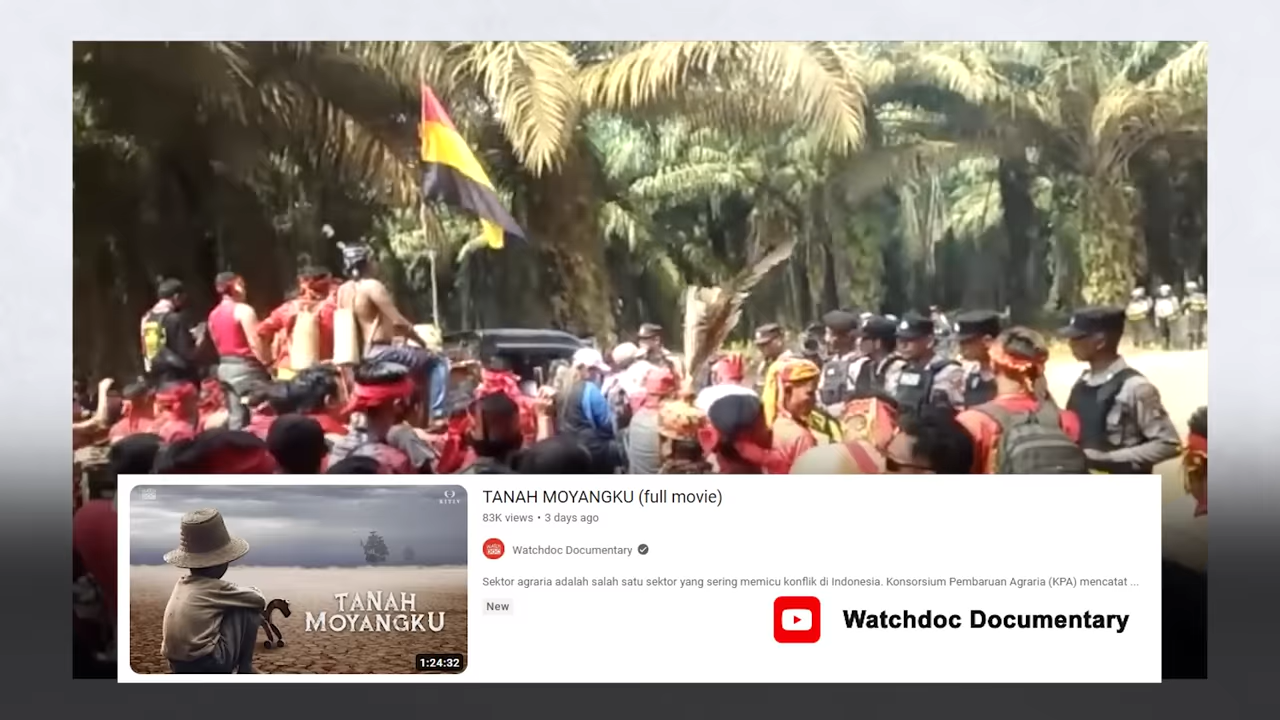 TANAH MOYANGKU (full movie)
83K views • 3 days ago
Watchdoc Documentary
Sektor agraria adalah salah satu sektor yang sering memicu konflik di Indonesia. Konsorsium Pembaruan Agraria (KPA) mencatat ...
New
TANAH
MOYANGKU
1:24:32
Watchdoc Documentary